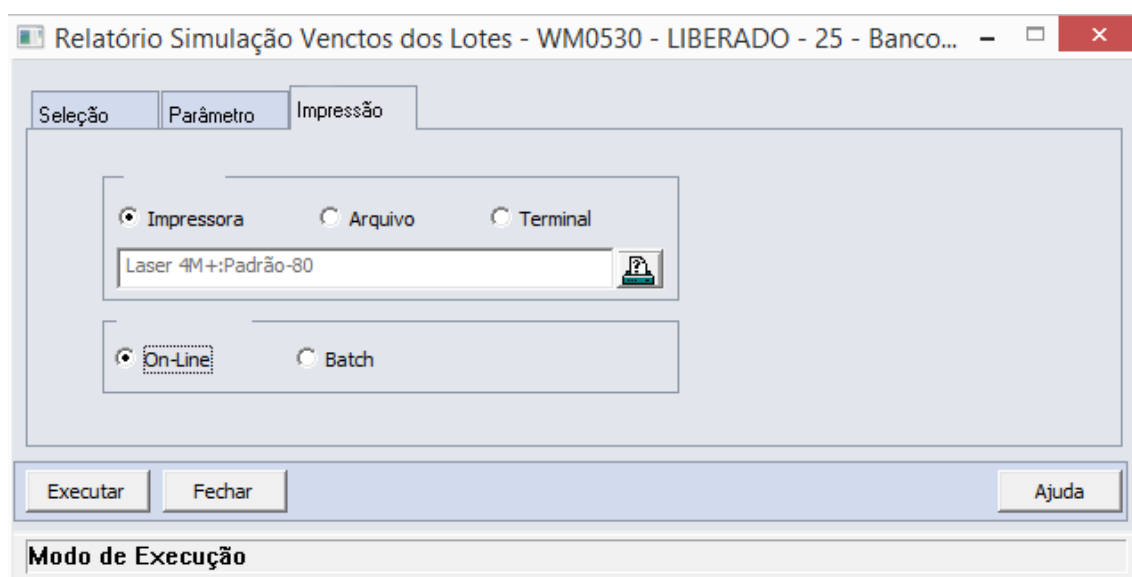 Relatório Simulação Venctos dos Lotes - WM0530 - LIBERADO - 25 - Banco...
Seleção Parâmetro Impressão
Impressora Arquivo Terminal
Laser 4M+:Padrão-80
On-Line Batch
Executar Fechar Ajuda
Modo de Execução